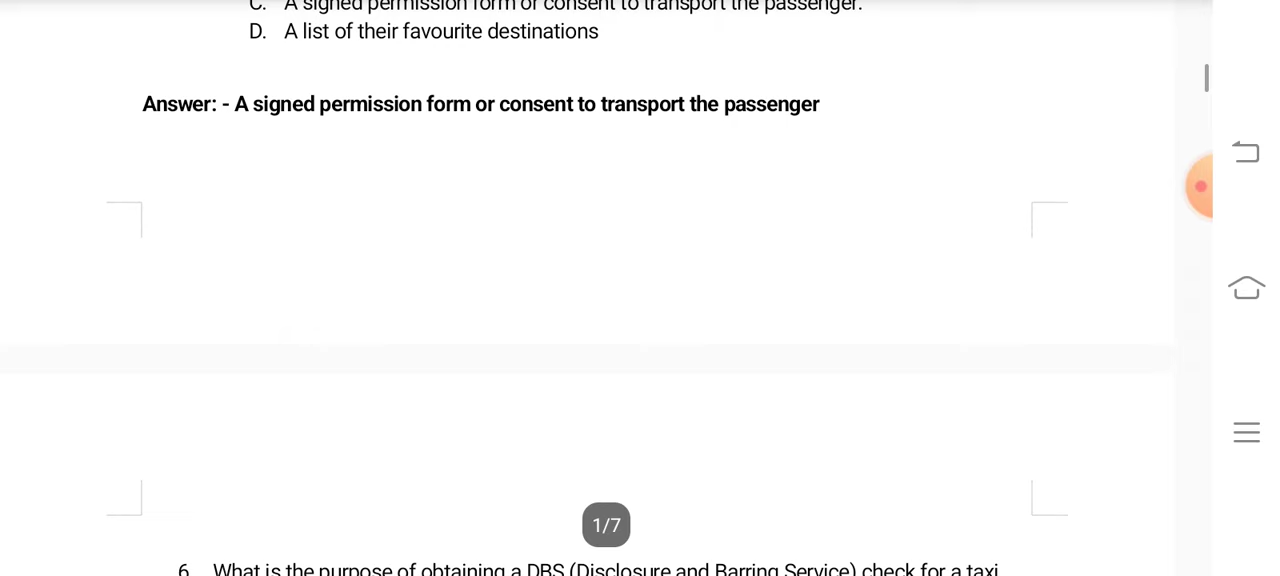 C. A signed permission form or consent to transport the passenger.
D. A list of their favourite destinations
Answer: - A signed permission form or consent to transport the passenger
1/7
6. What is the purpose of obtaining a DBS (Disclosure and Barring Service) check for a taxi